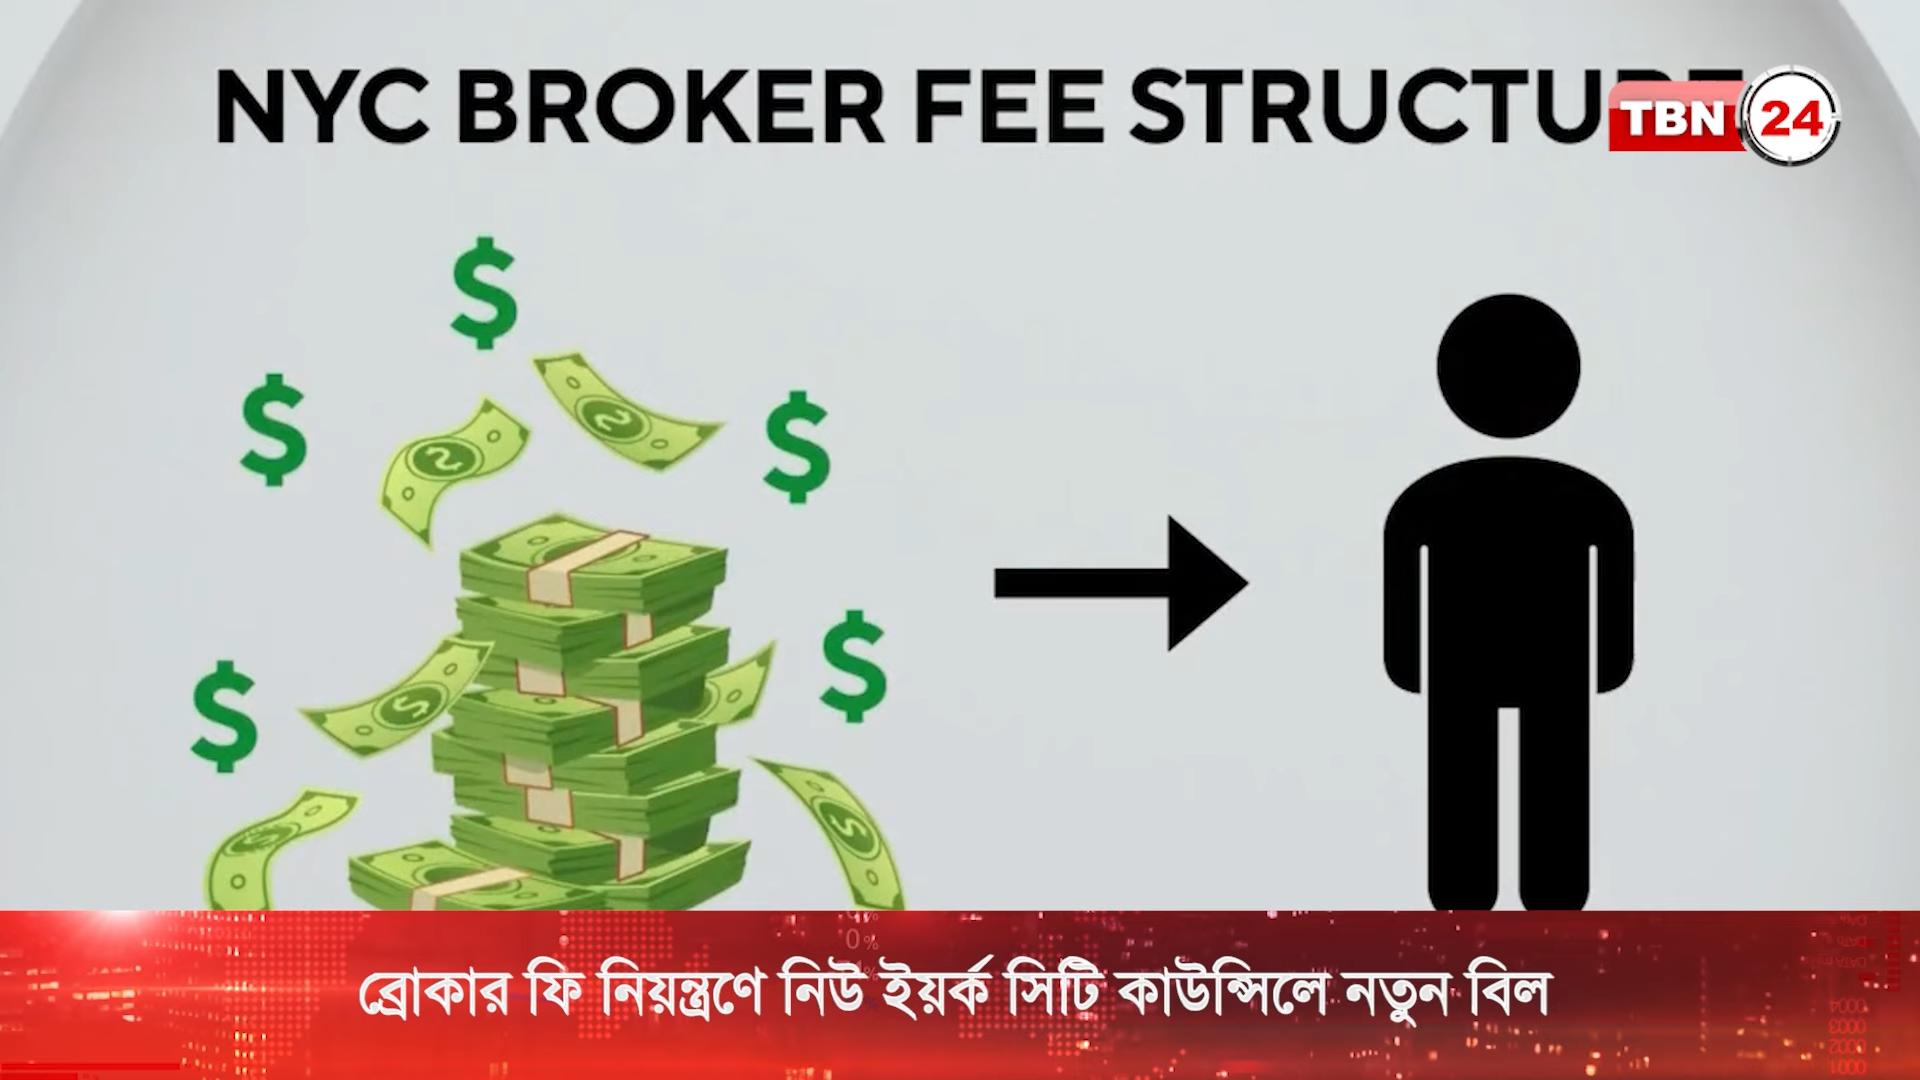 NYC BROKER FEE STRUCTURE
TBN 24
ব্রোকার ফি নিয়ন্ত্রণে নিউ ইয়র্ক সিটি কাউন্সিলে নতুন বিল